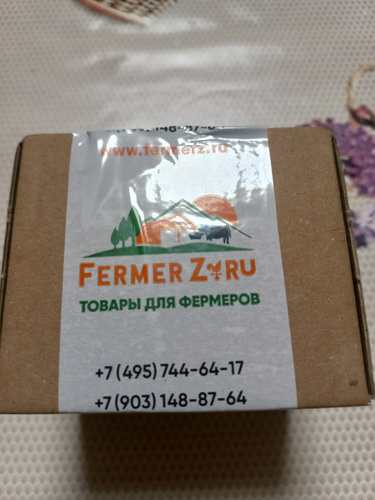 www.fermerz.ru
FERMER Z RU
ТОВАРЫ ДЛЯ ФЕРМЕРОВ
+7 (495) 744-64-17
+7 (903) 148-87-64